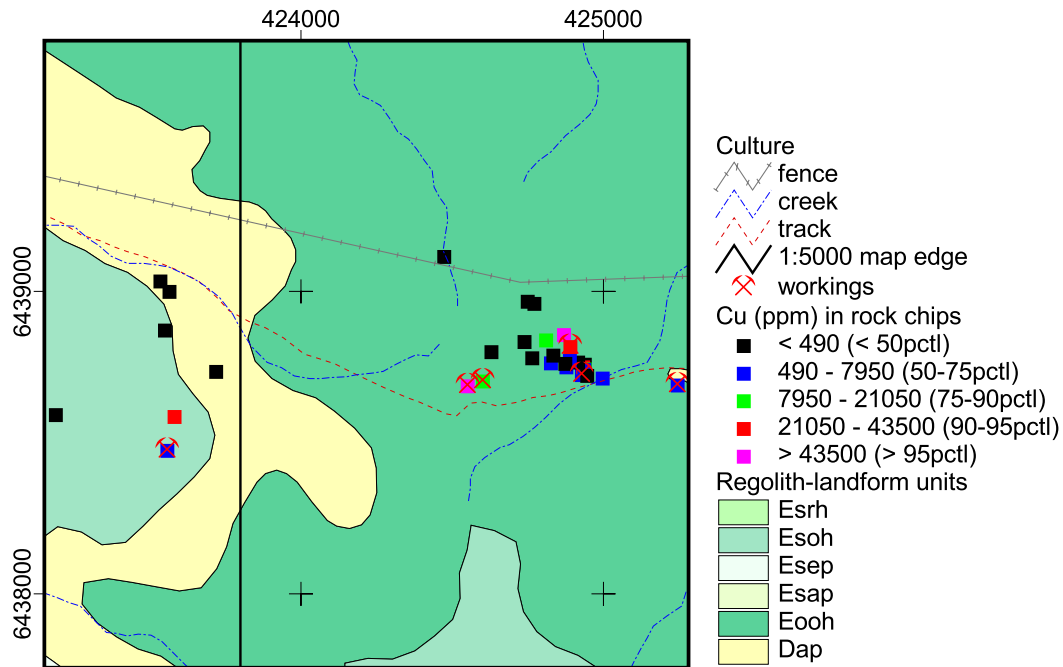 424000
425000
6439000
6438000
Culture
fence
creek
track
1:5000 map edge
workings
Cu (ppm) in rock chips
< 490 (< 50pctl)
490 - 7950 (50-75pctl)
7950 - 21050 (75-90pctl)
21050 - 43500 (90-95pctl)
> 43500 (> 95pctl)
Regolith-landform units
Esrh
Esoh
Esep
Esap
Eooh
Dap